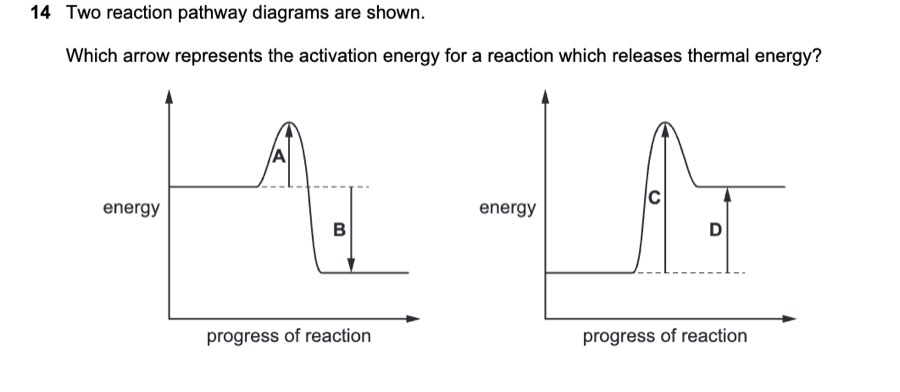 14 Two reaction pathway diagrams are shown.
Which arrow represents the activation energy for a reaction which releases thermal energy?
A
energy
B
progress of reaction
C
energy
D
progress of reaction